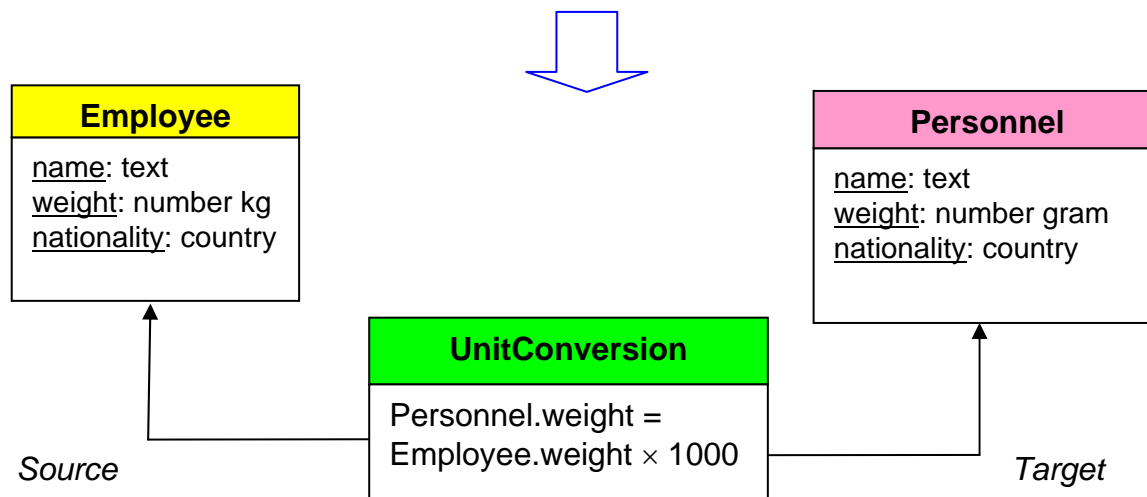 Employee
name: text
weight: number kg
nationality: country
Personnel
name: text
weight: number gram
nationality: country
UnitConversion
Personnel.weight =
Employee.weight × 1000
Source
Target